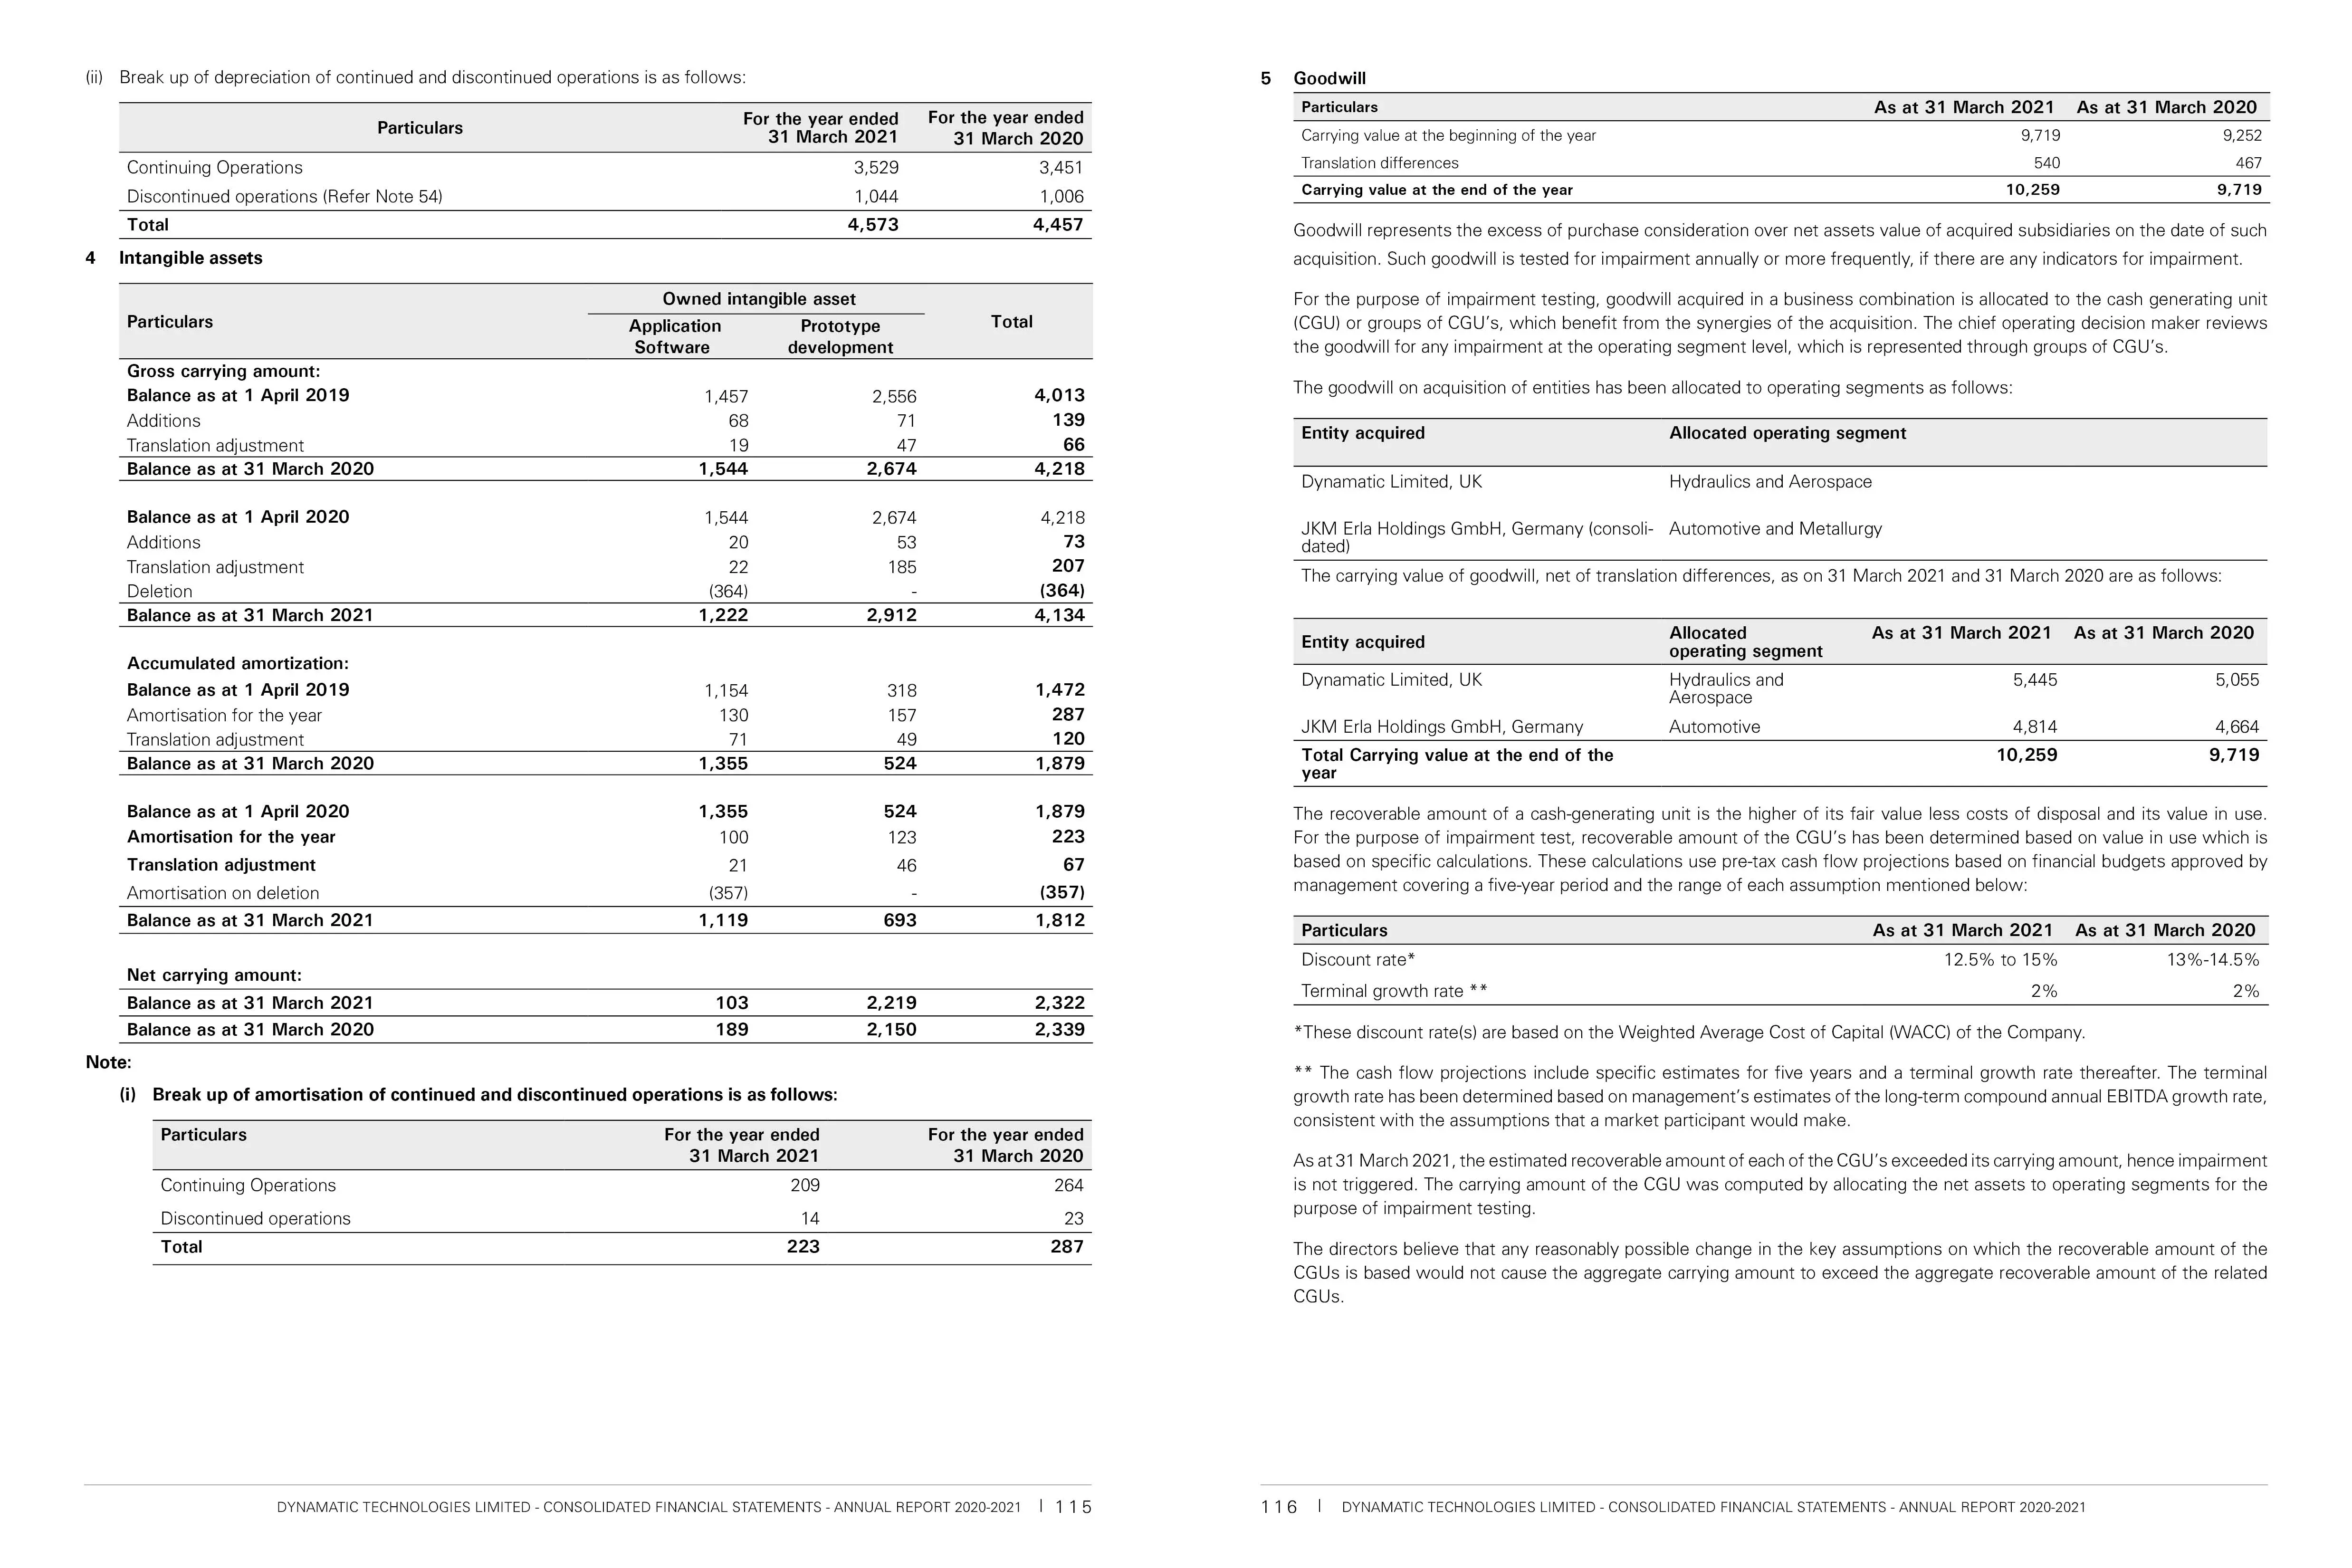 (ii) Break up of depreciation of continued and discontinued operations is as follows:
Particulars For the year ended 31 March 2021 For the year ended 31 March 2020
Continuing Operations 3,529 3,451
Discontinued operations (Refer Note 54) 1,044 1,006
Total 4,573 4,457
4 Intangible assets
Particulars Owned intangible asset Total
Application Software Prototype development
Gross carrying amount:
Balance as at 1 April 2019 1,457 2,556 4,013
Additions 68 71 139
Translation adjustment 19 47 66
Balance as at 31 March 2020 1,544 2,674 4,218
Balance as at 1 April 2020 1,544 2,674 4,218
Additions 20 53 73
Translation adjustment 22 185 207
Deletion (364) - (364)
Balance as at 31 March 2021 1,222 2,912 4,134
Accumulated amortization:
Balance as at 1 April 2019 1,154 318 1,472
Amortisation for the year 130 157 287
Translation adjustment 71 49 120
Balance as at 31 March 2020 1,355 524 1,879
Balance as at 1 April 2020 1,355 524 1,879
Amortisation for the year 100 123 223
Translation adjustment 21 46 67
Amortisation on deletion (357) - (357)
Balance as at 31 March 2021 1,119 693 1,812
Net carrying amount:
Balance as at 31 March 2021 103 2,219 2,322
Balance as at 31 March 2020 189 2,150 2,339
Note:
(i) Break up of amortisation of continued and discontinued operations is as follows:
Particulars For the year ended 31 March 2021 For the year ended 31 March 2020
Continuing Operations 209 264
Discontinued operations 14 23
Total 223 287
DYNAMATIC TECHNOLOGIES LIMITED - CONSOLIDATED FINANCIAL STATEMENTS - ANNUAL REPORT 2020-2021 | 115
5 Goodwill
Particulars As at 31 March 2021 As at 31 March 2020
Carrying value at the beginning of the year 9,719 9,252
Translation differences 540 467
Carrying value at the end of the year 10,259 9,719
Goodwill represents the excess of purchase consideration over net assets value of acquired subsidiaries on the date of such
acquisition. Such goodwill is tested for impairment annually or more frequently, if there are any indicators for impairment.
For the purpose of impairment testing, goodwill acquired in a business combination is allocated to the cash generating unit
(CGU) or groups of CGU's, which benefit from the synergies of the acquisition. The chief operating decision maker reviews
the goodwill for any impairment at the operating segment level, which is represented through groups of CGU's.
The goodwill on acquisition of entities has been allocated to operating segments as follows:
Entity acquired Allocated operating segment
Dynamatic Limited, UK Hydraulics and Aerospace
JKM Erla Holdings GmbH, Germany (consoli- Automotive and Metallurgy
dated)
The carrying value of goodwill, net of translation differences, as on 31 March 2021 and 31 March 2020 are as follows:
Entity acquired Allocated operating segment As at 31 March 2021 As at 31 March 2020
Dynamatic Limited, UK Hydraulics and Aerospace 5,445 5,055
JKM Erla Holdings GmbH, Germany Automotive 4,814 4,664
Total Carrying value at the end of the year 10,259 9,719
The recoverable amount of a cash-generating unit is the higher of its fair value less costs of disposal and its value in use.
For the purpose of impairment test, recoverable amount of the CGU's has been determined based on value in use which is
based on specific calculations. These calculations use pre-tax cash flow projections based on financial budgets approved by
management covering a five-year period and the range of each assumption mentioned below:
Particulars As at 31 March 2021 As at 31 March 2020
Discount rate* 12.5% to 15% 13%-14.5%
Terminal growth rate ** 2% 2%
*These discount rate(s) are based on the Weighted Average Cost of Capital (WACC) of the Company.
** The cash flow projections include specific estimates for five years and a terminal growth rate thereafter. The terminal
growth rate has been determined based on management's estimates of the long-term compound annual EBITDA growth rate,
consistent with the assumptions that a market participant would make.
As at 31 March 2021, the estimated recoverable amount of each of the CGU's exceeded its carrying amount, hence impairment
is not triggered. The carrying amount of the CGU was computed by allocating the net assets to operating segments for the
purpose of impairment testing.
The directors believe that any reasonably possible change in the key assumptions on which the recoverable amount of the
CGUs is based would not cause the aggregate carrying amount to exceed the aggregate recoverable amount of the related
CGUs.
116 | DYNAMATIC TECHNOLOGIES LIMITED - CONSOLIDATED FINANCIAL STATEMENTS - ANNUAL REPORT 2020-2021